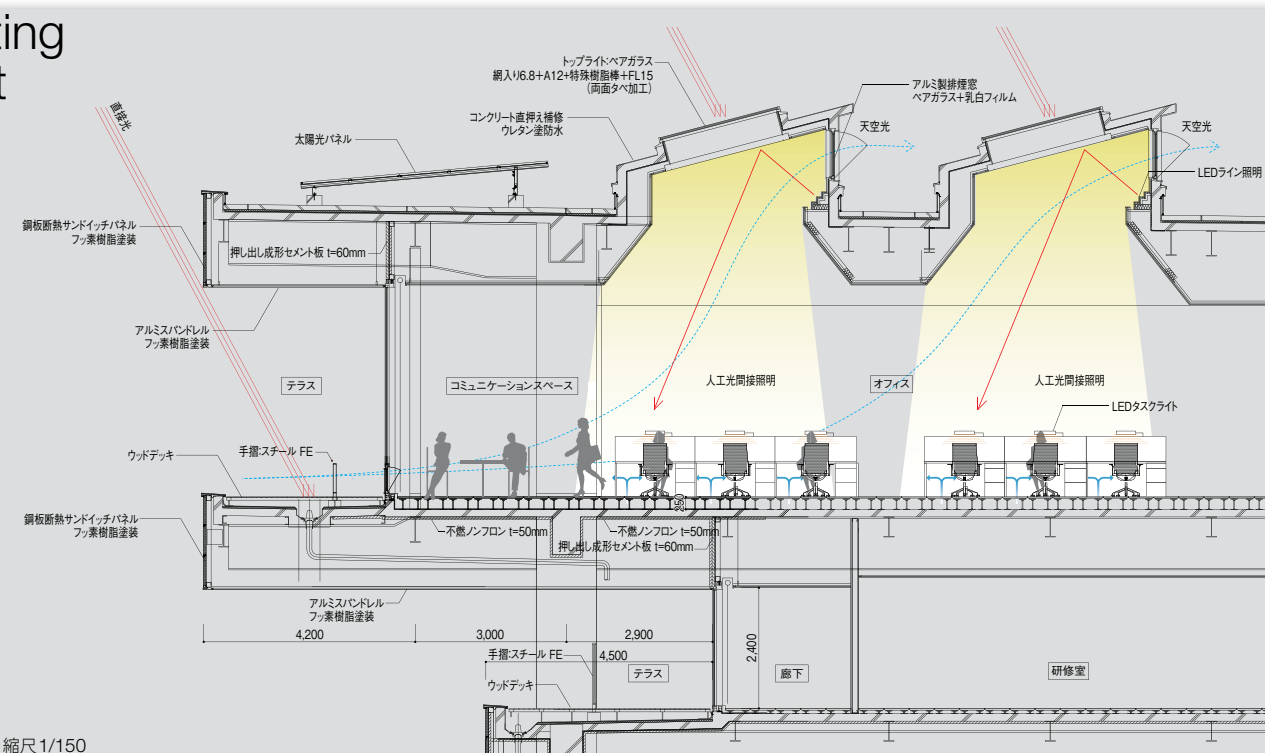 ting
t
直接光
太陽光パネル
コンクリート直押え補修
ウレタン塗防水
トップライト:ペアガラス
網入り6.8+A12+特殊樹脂棒+FL15
(両面タペ加工)
アルミ製排煙窓
ペアガラス+乳白フィルム
天空光
天空光
LEDライン照明
鋼板断熱サンドイッチパネル
フッ素樹脂塗装
押し出し成形セメント板 t=60mm
アルミスパンドレル
フッ素樹脂塗装
テラス
コミュニケーションスペース
人工光間接照明
オフィス
人工光間接照明
LEDタスクライト
ウッドデッキ
手摺:スチール FE
鋼板断熱サンドイッチパネル
フッ素樹脂塗装
250
不燃ノンフロン t=50mm
不燃ノンフロン t=50mm
押し出し成形セメント板 t=60mm
アルミスパンドレル
フッ素樹脂塗装
4,200
3,000
2,900
手摺:スチール FE
4,500
2,400
テラス
廊下
研修室
ウッドデッキ
縮尺1/150